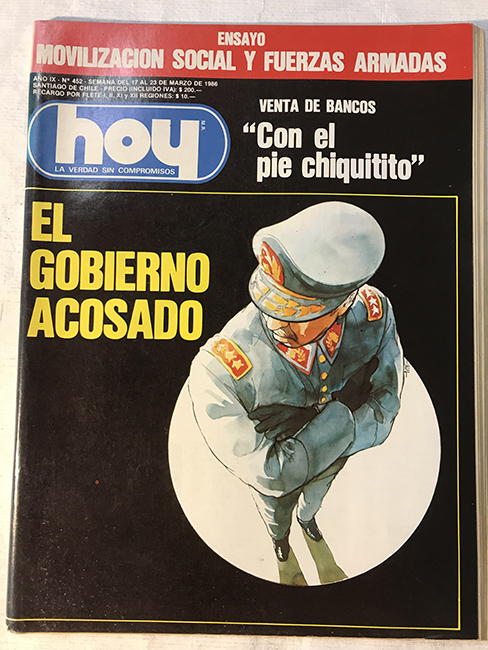 ENSAYO
MOVILIZACION SOCIAL Y FUERZAS ARMADAS
AÑO IX - Nº 452 - SEMANA DEL 17 AL 23 DE MARZO DE 1986
SANTIAGO DE CHILE - PRECIO (INCLUIDO IVA): $ 200.—
RECARGO POR FLETE: I, II, XI y XII REGIONES: $ 10.—
hoy
M.R.
LA VERDAD SIN COMPROMISOS
VENTA DE BANCOS
"Con el
pie chiquitito"
EL
GOBIERNO
ACOSADO